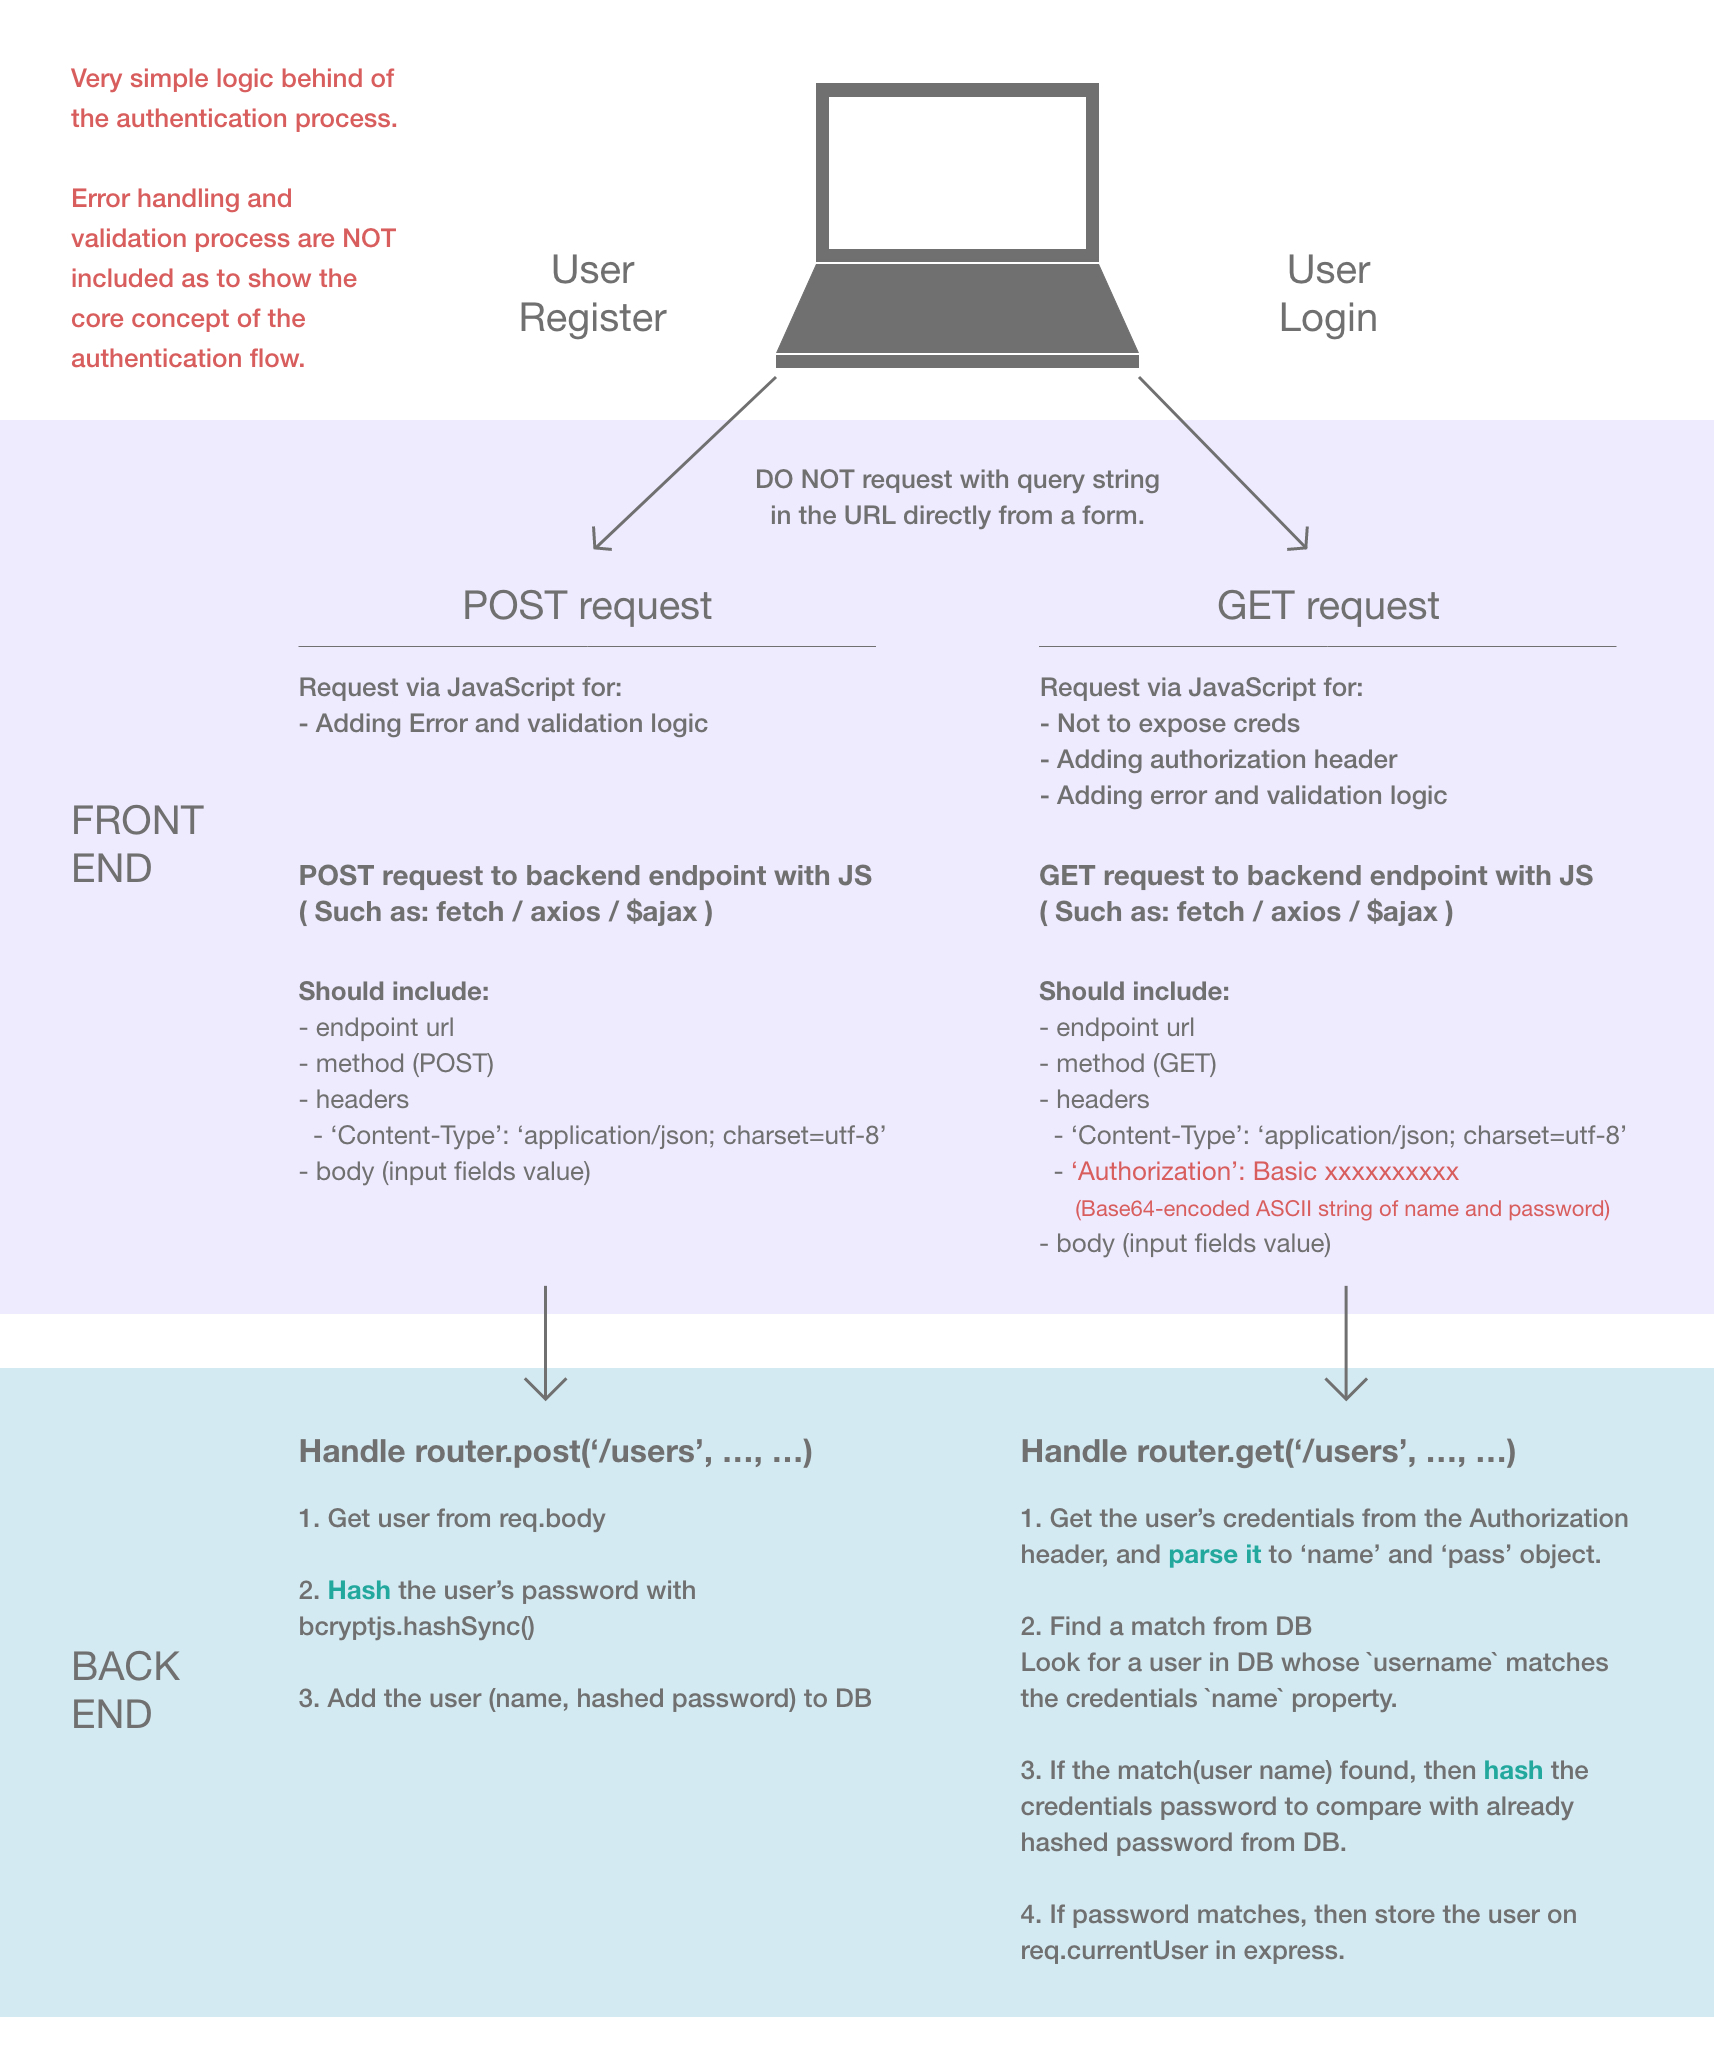 Very simple logic behind of
the authentication process.
Error handling and
validation process are NOT
included as to show the
core concept of the
authentication flow.
User
Register
User
Login
DO NOT request with query string
in the URL directly from a form.
FRONT
END
POST request
Request via JavaScript for:
- Adding Error and validation logic
POST request to backend endpoint with JS
( Such as: fetch / axios / $ajax )
Should include:
- endpoint url
- method (POST)
- headers
- ‘Content-Type’: ‘application/json; charset=utf-8’
- body (input fields value)
GET request
Request via JavaScript for:
- Not to expose creds
- Adding authorization header
- Adding error and validation logic
GET request to backend endpoint with JS
( Such as: fetch / axios / $ajax )
Should include:
- endpoint url
- method (GET)
- headers
- ‘Content-Type’: ‘application/json; charset=utf-8’
- ‘Authorization’: Basic xxxxxxxxxx
(Base64-encoded ASCII string of name and password)
- body (input fields value)
BACK
END
Handle router.post(‘/users’, …, …)
1. Get user from req.body
2. Hash the user’s password with
bcryptjs.hashSync()
3. Add the user (name, hashed password) to DB
Handle router.get(‘/users’, …, …)
1. Get the user’s credentials from the Authorization
header, and parse it to ‘name’ and ‘pass’ object.
2. Find a match from DB
Look for a user in DB whose `username` matches
the credentials `name` property.
3. If the match(user name) found, then hash the
credentials password to compare with already
hashed password from DB.
4. If password matches, then store the user on
req.currentUser in express.